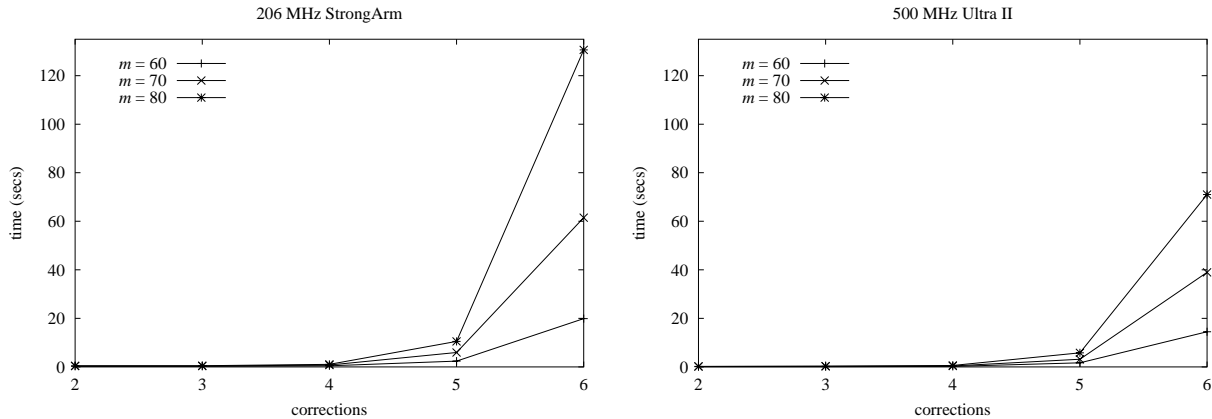 206 MHz StrongArm
m = 60
m = 70
m = 80
120
100
80
60
40
20
0
time (secs)
2 3 4 5 6
corrections
500 MHz Ultra II
m = 60
m = 70
m = 80
120
100
80
60
40
20
0
time (secs)
2 3 4 5 6
corrections